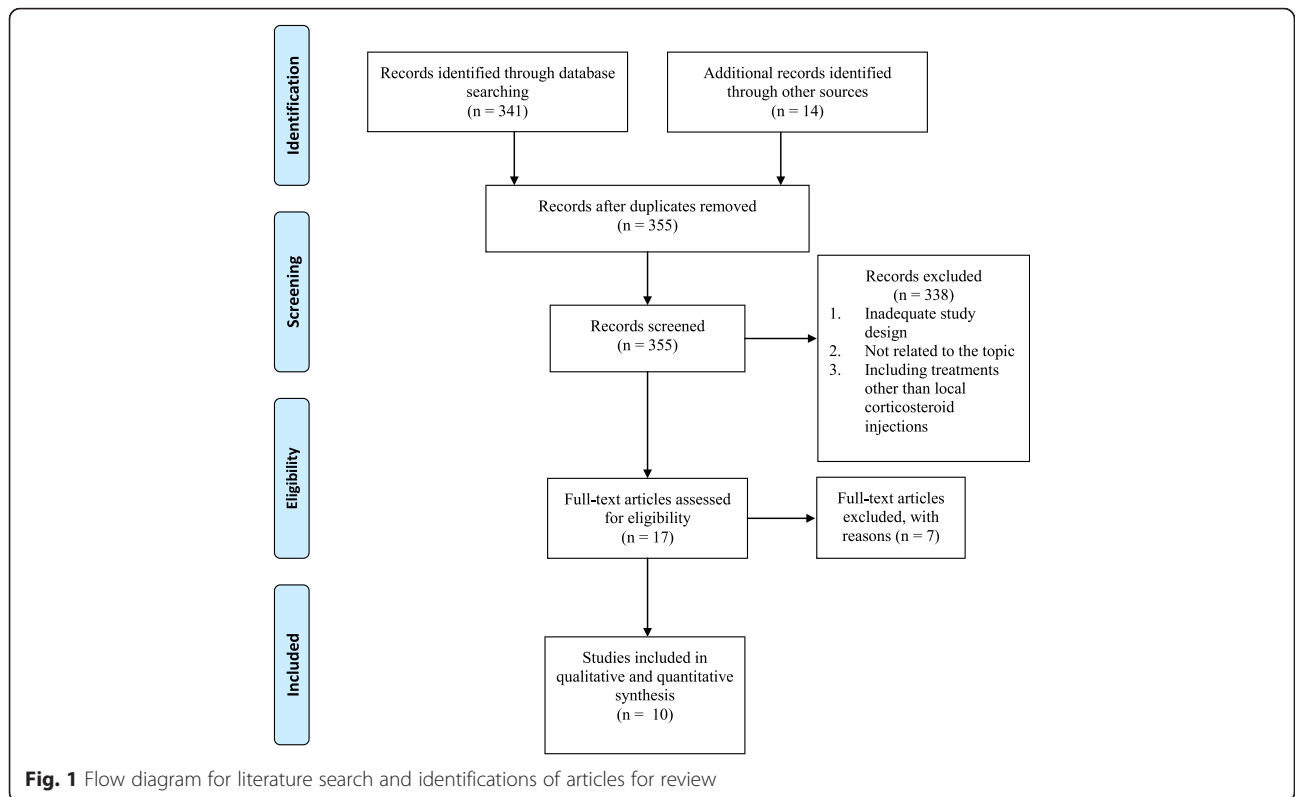 Identification
Records identified through database
searching
(n = 341)
Additional records identified
through other sources
(n = 14)
Records after duplicates removed
(n = 355)
Screening
Records screened
(n = 355)
Records excluded
(n = 338)
1. Inadequate study
design
2. Not related to the topic
3. Including treatments
other than local
corticosteroid
injections
Eligibility
Full-text articles assessed
for eligibility
(n = 17)
Full-text articles
excluded, with
reasons (n = 7)
Included
Studies included in
qualitative and quantitative
synthesis
(n = 10)
Fig. 1 Flow diagram for literature search and identifications of articles for review